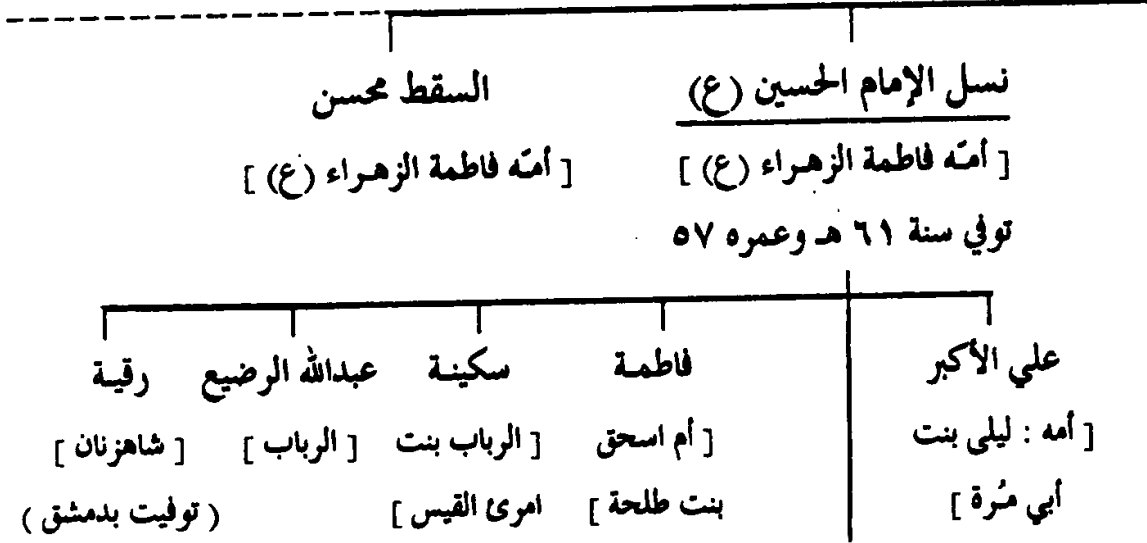 نسل الإمام الحسين (ع)
[ أمّه فاطمة الزهراء (ع) ]
توفي سنة ٦١ هـ وعمره ٥٧
السقط محسن
[ أمّه فاطمة الزهراء (ع) ]
علي الأكبر
[ أمه : ليلى بنت
أبي مُرة ]
فاطمة
[ أم اسحق
بنت طلحة ]
سكينة
[ الرباب بنت
امرئ القيس ]
عبدالله الرضيع
[ الرباب ]
رقية
[ شاهزنان ]
( توفيت بدمشق )